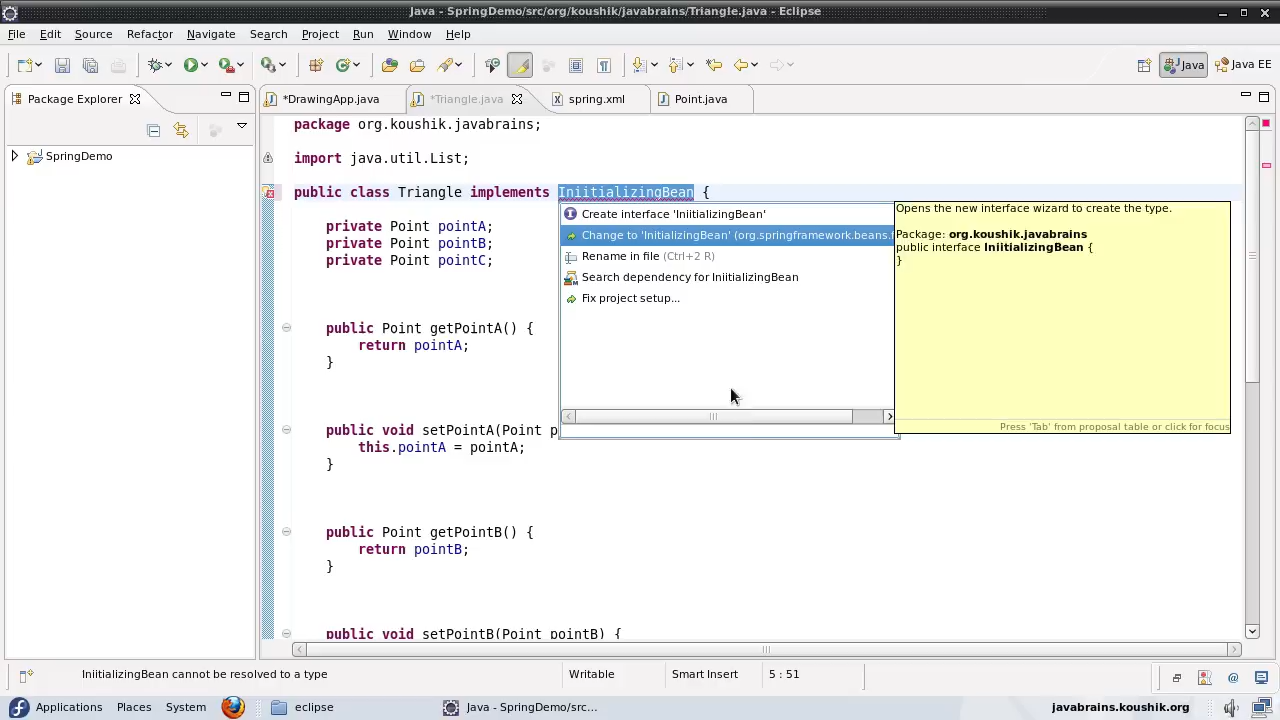 Java - SpringDemo/src/org/koushik/javabrains/Triangle.java - Eclipse
File Edit Source Refactor Navigate Search Project Run Window Help
Java Java EE
Package Explorer
*DrawingApp.java *Triangle.java spring.xml Point.java
SpringDemo
package org.koushik.javabrains;
import java.util.List;
public class Triangle implements IniitializingBean {
private Point pointA;
private Point pointB;
private Point pointC;
public Point getPointA() {
return pointA;
}
public void setPointA(Point p
this.pointA = pointA;
}
public Point getPointB() {
return pointB;
}
public void setPointB(Point pointB) {
Create interface 'IniitializingBean'
Change to 'InitializingBean' (org.springframework.beans.f
Rename in file (Ctrl+2 R)
Search dependency for IniitializingBean
Fix project setup...
Opens the new interface wizard to create the type.
Package: org.koushik.javabrains
public interface IniitializingBean {
}
Press 'Tab' from proposal table or click for focus
IniitializingBean cannot be resolved to a type Writable Smart Insert 5 : 51
Applications Places System eclipse Java - SpringDemo/src... javabrains.koushik.org